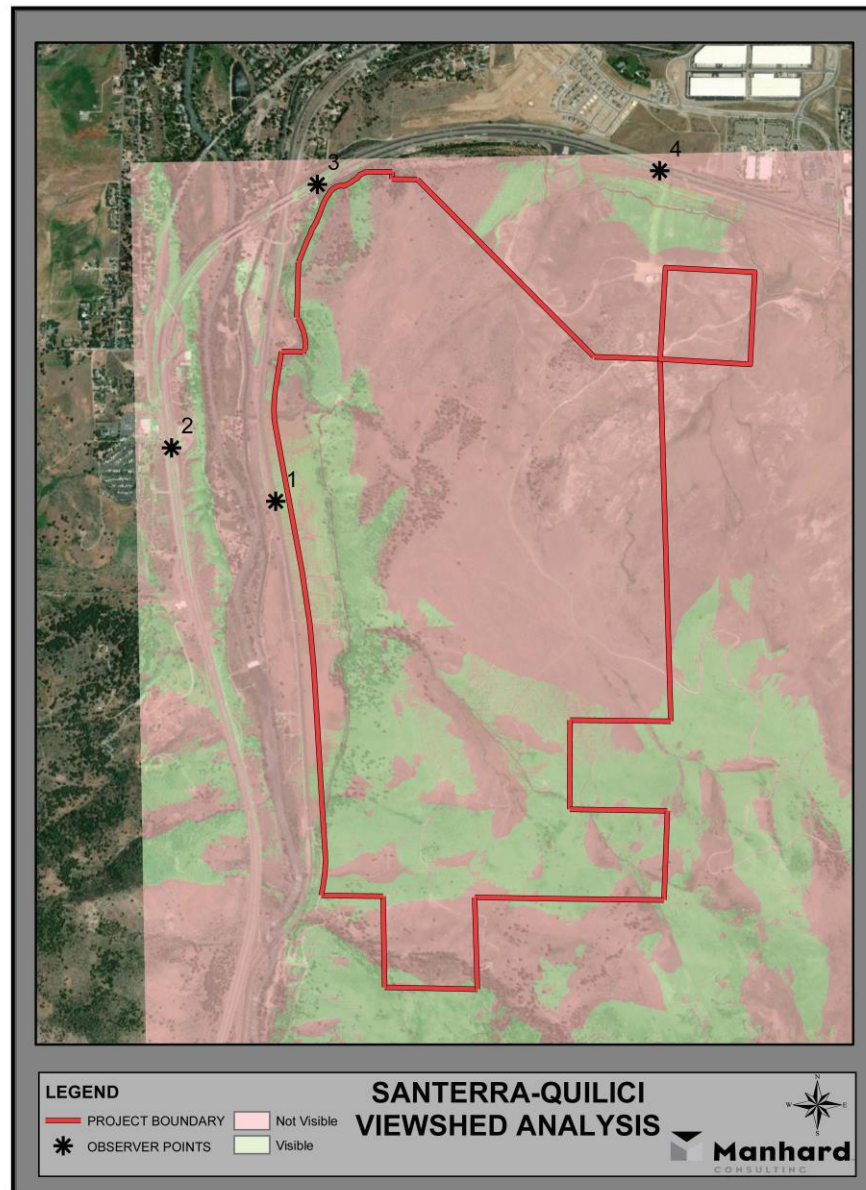 3
4
2
1
LEGEND
PROJECT BOUNDARY
OBSERVER POINTS
Not Visible
Visible
SANTERRA-QUILICI
VIEWSHED ANALYSIS
N
W E
S
Manhard
CONSULTING